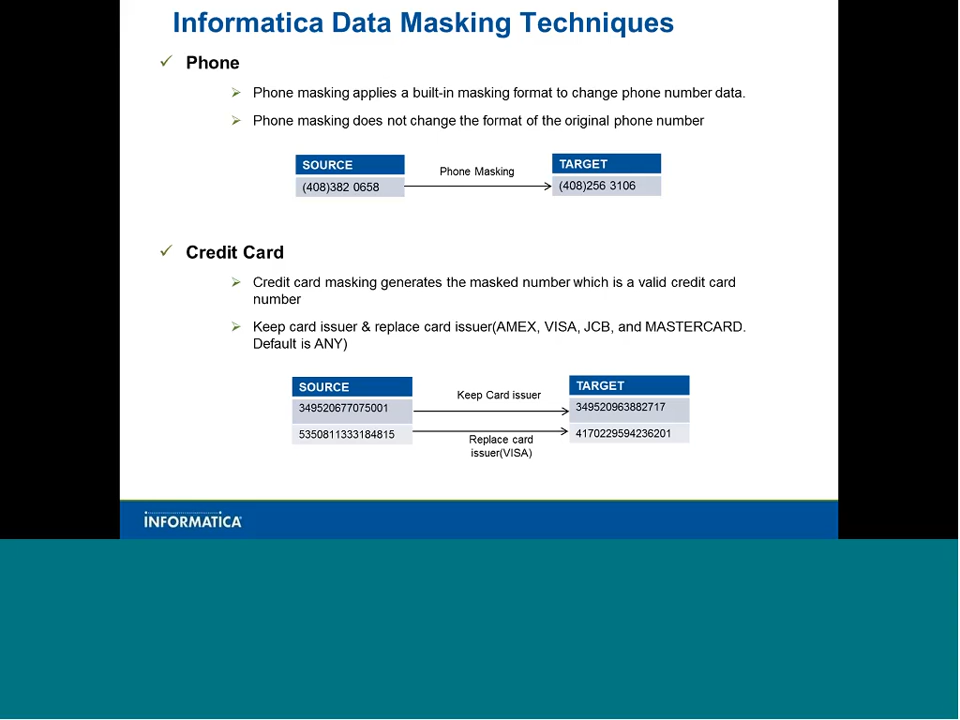 Informatica Data Masking Techniques
Phone
Phone masking applies a built-in masking format to change phone number data.
Phone masking does not change the format of the original phone number
SOURCE
(408)382 0658
Phone Masking
TARGET
(408)256 3106
Credit Card
Credit card masking generates the masked number which is a valid credit card
number
Keep card issuer & replace card issuer(AMEX, VISA, JCB, and MASTERCARD.
Default is ANY)
SOURCE
349520677075001
5350811333184815
Keep Card issuer
Replace card
issuer(VISA)
TARGET
349520963882717
4170229594236201
INFORMATICA